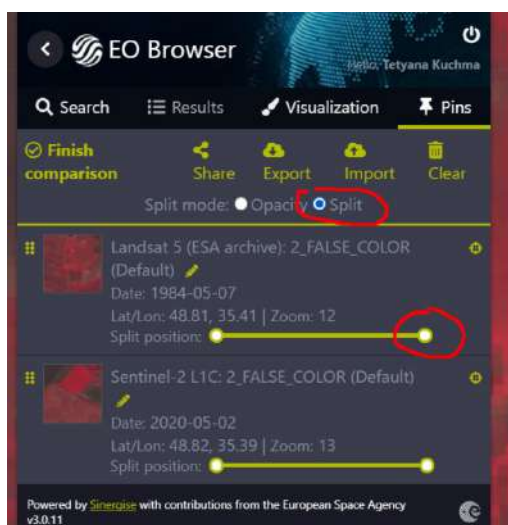 EO Browser
Hello, Tetyana Kuchma
Search Results Visualization Pins
Finish comparison Share Export Import Clear
Split mode: Opacity Split
Landsat 5 (ESA archive): 2_FALSE_COLOR
(Default)
Date: 1984-05-07
Lat/Lon: 48.81, 35.41 | Zoom: 12
Split position:
Sentinel-2 L1C: 2_FALSE_COLOR (Default)
Date: 2020-05-02
Lat/Lon: 48.82, 35.39 | Zoom: 13
Split position:
Powered by Sinergise with contributions from the European Space Agency
v3.0.11